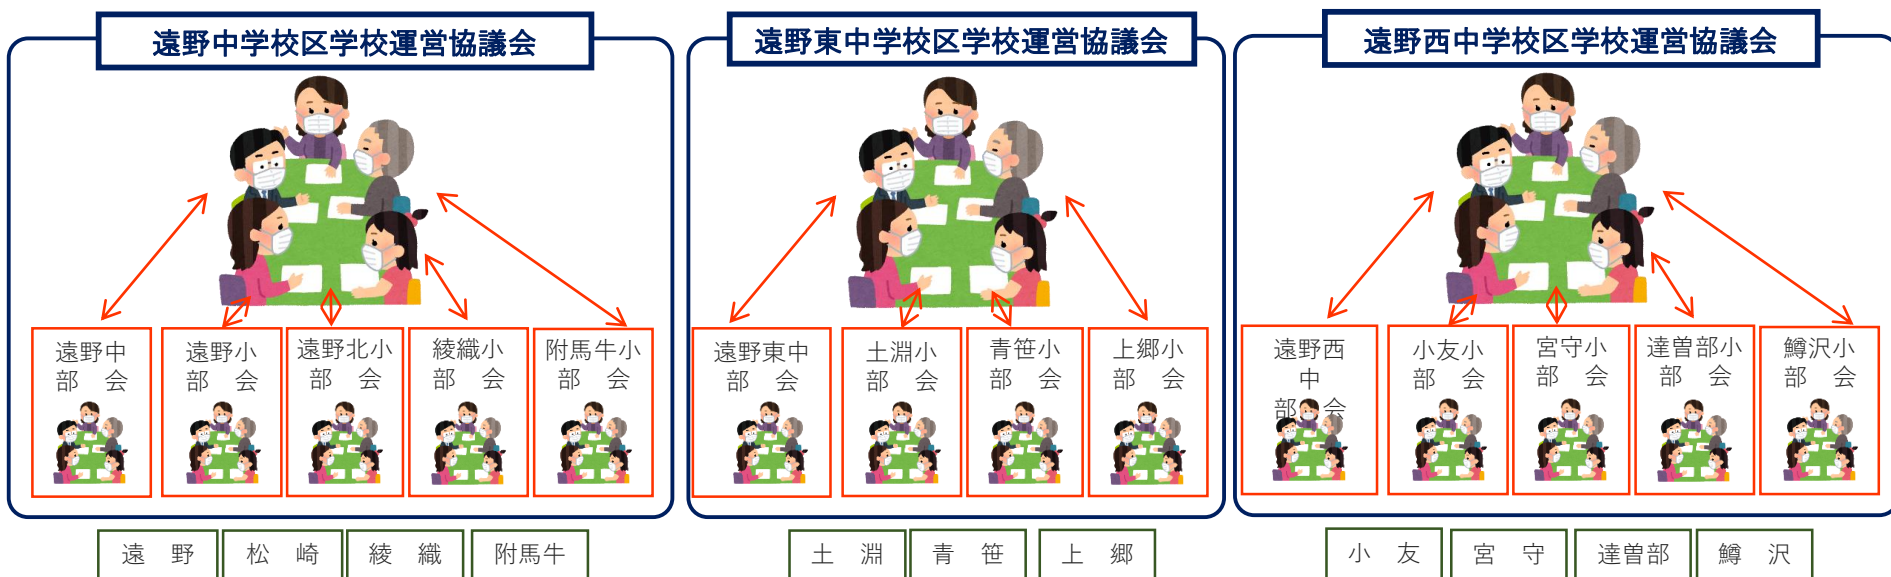 遠野中学校区学校運営協議会
遠野中
部　会
遠野小
部　会
遠野北小
部　会
綾織小
部　会
附馬牛小
部　会
遠　野
松　崎
綾　織
附馬牛
遠野東中学校区学校運営協議会
遠野東中
部　会
土淵小
部　会
青笹小
部　会
上郷小
部　会
土　淵
青　笹
上　郷
遠野西中学校区学校運営協議会
遠野西
中
部　会
小友小
部　会
宮守小
部　会
達曽部小
部　会
鱒沢小
部　会
小　友
宮　守
達曽部
鱒　沢